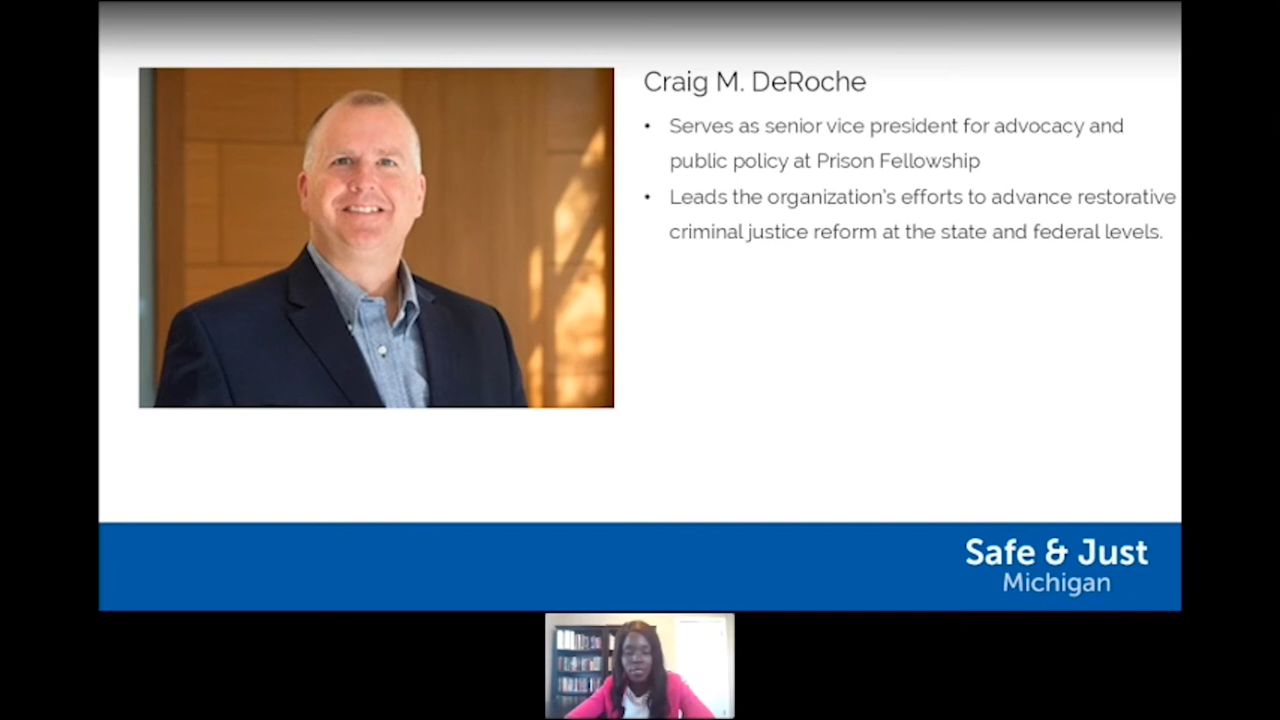 Craig M. DeRoche
• Serves as senior vice president for advocacy and
public policy at Prison Fellowship
• Leads the organization's efforts to advance restorative
criminal justice reform at the state and federal levels.
Safe & Just
Michigan